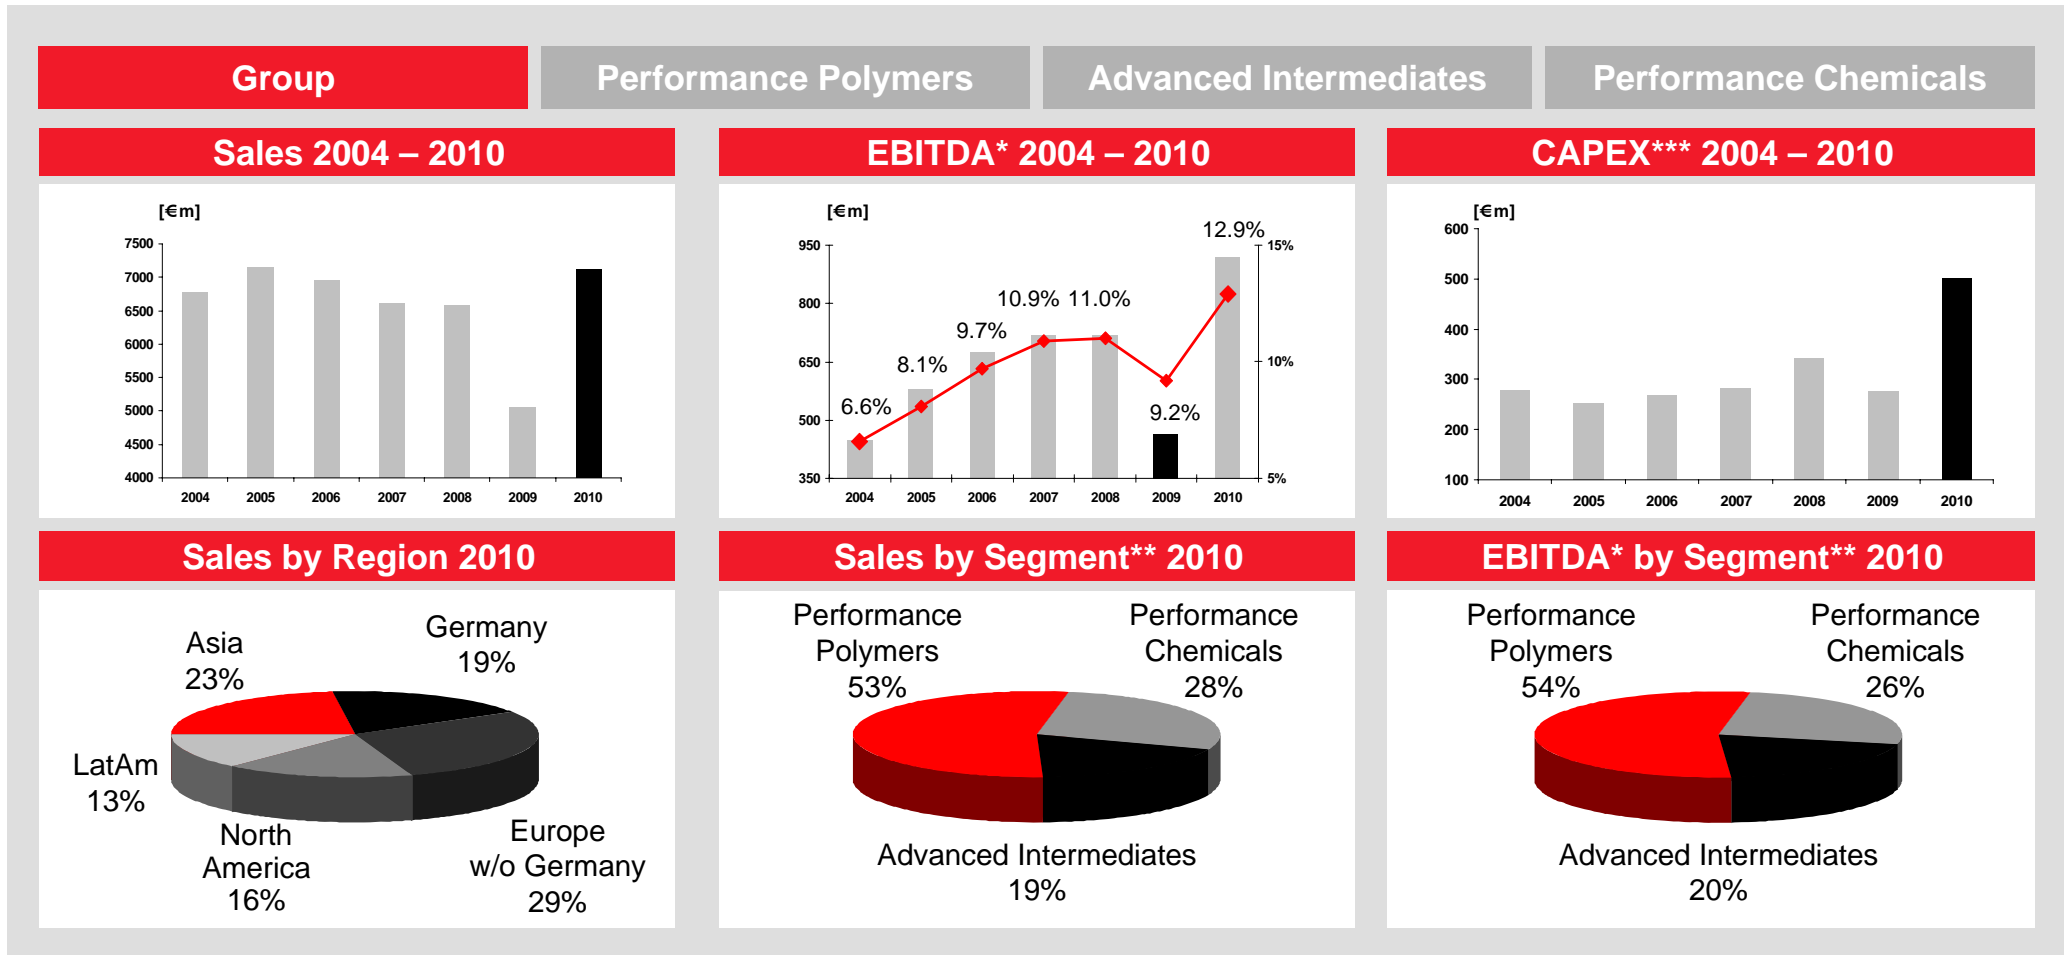 Group
Performance Polymers
Advanced Intermediates
Performance Chemicals
Sales 2004 – 2010
[€m]
7500
7000
6500
6000
5500
5000
4500
4000
2004 2005 2006 2007 2008 2009 2010
EBITDA* 2004 – 2010
[€m]
950
800
650
500
350
15%
10%
5%
6.6%
8.1%
9.7%
10.9%
11.0%
9.2%
12.9%
2004 2005 2006 2007 2008 2009 2010
CAPEX*** 2004 – 2010
[€m]
600
500
400
300
200
100
2004 2005 2006 2007 2008 2009 2010
Sales by Region 2010
Asia
23%
Germany
19%
LatAm
13%
North
America
16%
Europe
w/o Germany
29%
Sales by Segment** 2010
Performance
Polymers
53%
Performance
Chemicals
28%
Advanced Intermediates
19%
EBITDA* by Segment** 2010
Performance
Polymers
54%
Performance
Chemicals
26%
Advanced Intermediates
20%